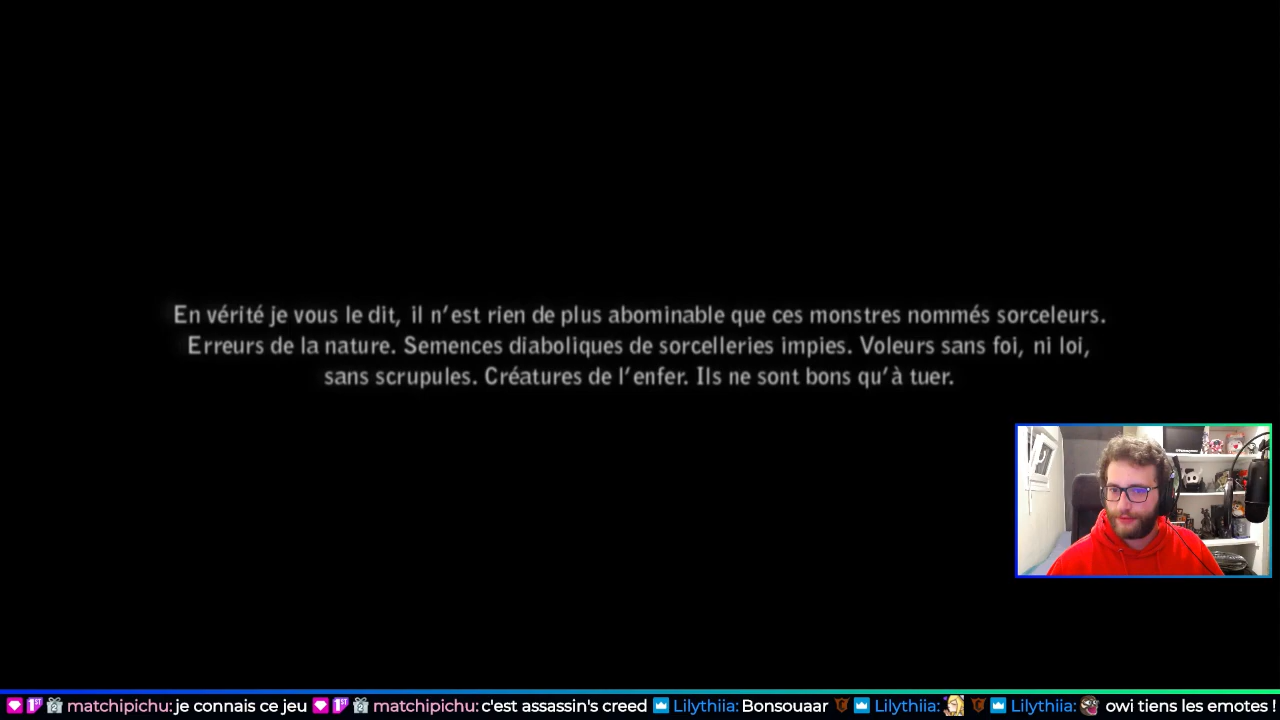 En vérité je vous le dit, il n’est rien de plus abominable que ces monstres nommés sorceleurs.
Erreurs de la nature. Semences diaboliques de sorcelleries impies. Voleurs sans foi, ni loi,
sans scrupules. Créatures de l’enfer. Ils ne sont bons qu’à tuer.
1ST matchipichu: je connais ce jeu 1ST matchipichu: c'est assassin's creed Lilythiia: Bonsouaar Lilythiia: Lilythiia: owi tiens les emotes !